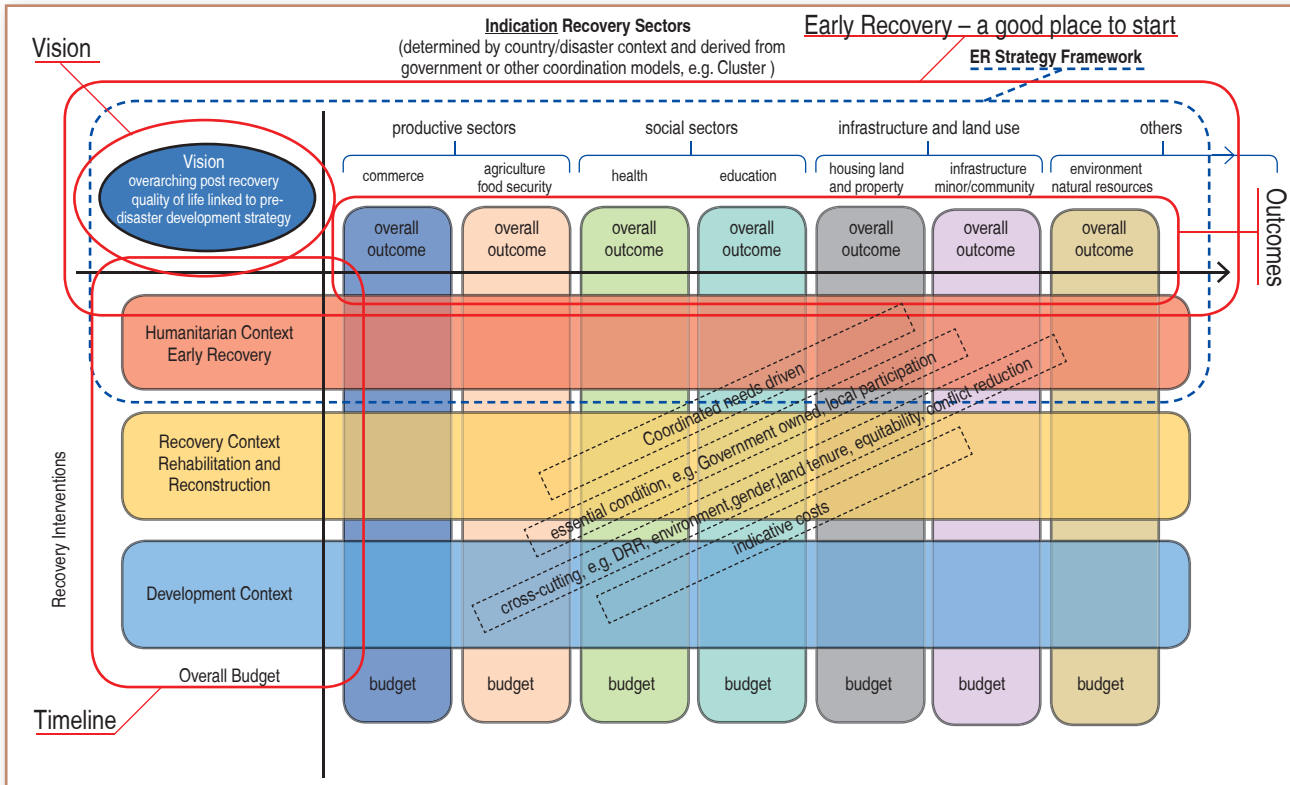 Indication Recovery Sectors
(determined by country/disaster context and derived from
government or other coordination models, e.g. Cluster )
Early Recovery – a good place to start
ER Strategy Framework
Vision
productive sectors
social sectors
infrastructure and land use
others
Vision
overarching post recovery
quality of life linked to pre-
disaster development strategy
commerce
agriculture
food security
health
education
housing land
and property
infrastructure
minor/community
environment
natural resources
Outcomes
overall
outcome
overall
outcome
overall
outcome
overall
outcome
overall
outcome
overall
outcome
overall
outcome
Humanitarian Context
Early Recovery
Recovery Context
Rehabilitation and
Reconstruction
Development Context
Recovery Interventions
Coordinated needs driven
essential condition, e.g. Government owned, local participation
cross-cutting, e.g. DRR, environment,gender,land tenure, equitability, conflict reduction
indicative costs
Overall Budget
budget
budget
budget
budget
budget
budget
budget
Timeline